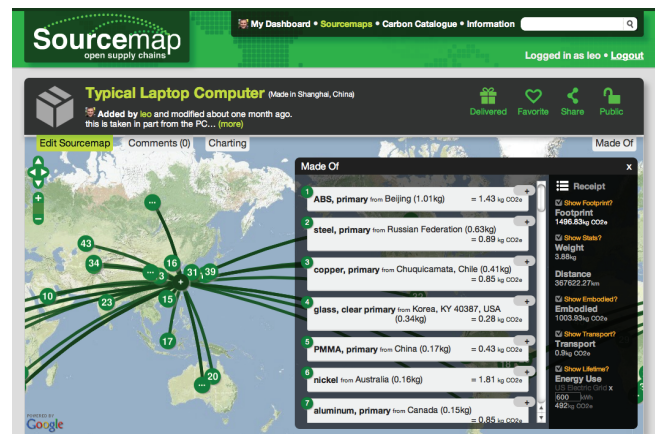 My Dashboard • Sourcemaps • Carbon Catalogue • Information
Sourcemap
open supply chains
Logged in as leo • Logout
Typical Laptop Computer (Made in Shanghai, China)
Added by leo and modified about one month ago.
this is taken in part from the PC... (more)
Delivered Favorite Share Public
Edit Sourcemap Comments (0) Charting Made Of
Made Of x
1 ABS, primary from Beijing (1.01kg) = 1.43 kg CO2e +
2 steel, primary from Russian Federation (0.63kg) +
= 0.89 kg CO2e
3 copper, primary from Chuquicamata, Chile (0.41kg) +
= 0.85 kg CO2e
4 glass, clear primary from Korea, KY 40387, USA +
(0.34kg) = 0.28 kg CO2e
5 PMMA, primary from China (0.17kg) = 0.43 kg CO2e +
6 nickel from Australia (0.16kg) = 1.81 kg CO2e +
7 aluminum, primary from Canada (0.15kg) +
= 0.85 kg CO2e
Receipt
Show Footprint?
Footprint
1496.83kg CO2e
Show Stats?
Weight
3.88kg
Distance
367622.27km
Show Embodied?
Embodied
1003.93kg CO2e
Show Transport?
Transport
0.9kg CO2e
Show Lifetime?
Energy Use
US Electric Grid x
600 kWh
492kg CO2e
...
43
34
16
... 3 31 39
10
23
15
17
20
...
POWERED BY
Google